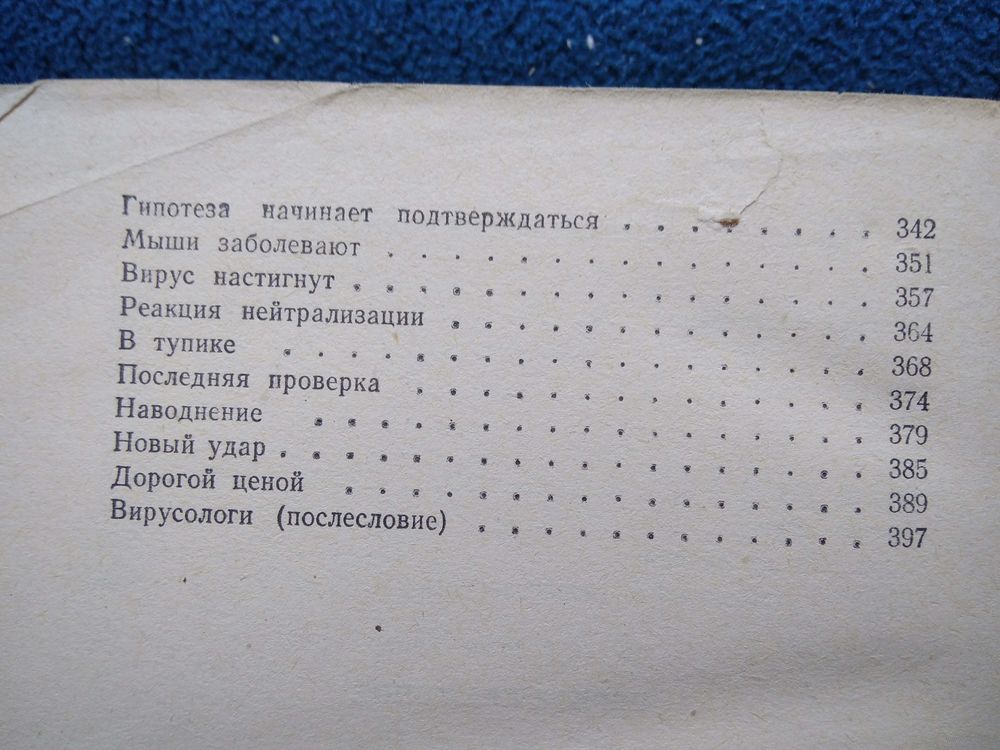 Гипотеза начинает подтверждаться . . . . . . . . 342
Мыши заболевают . . . . . . . . . . . . . . . 351
Вирус настигнут . . . . . . . . . . . . . . . . 357
Реакция нейтрализации . . . . . . . . . . . . . 364
В тупике . . . . . . . . . . . . . . . . . . 368
Последняя проверка . . . . . . . . . . . . . . 374
Наводнение . . . . . . . . . . . . . . . . . 379
Новый удар . . . . . . . . . . . . . . . . . . 385
Дорогой ценой . . . . . . . . . . . . . . . . 389
Вирусологи (послесловие) . . . . . . . . . . . . 397